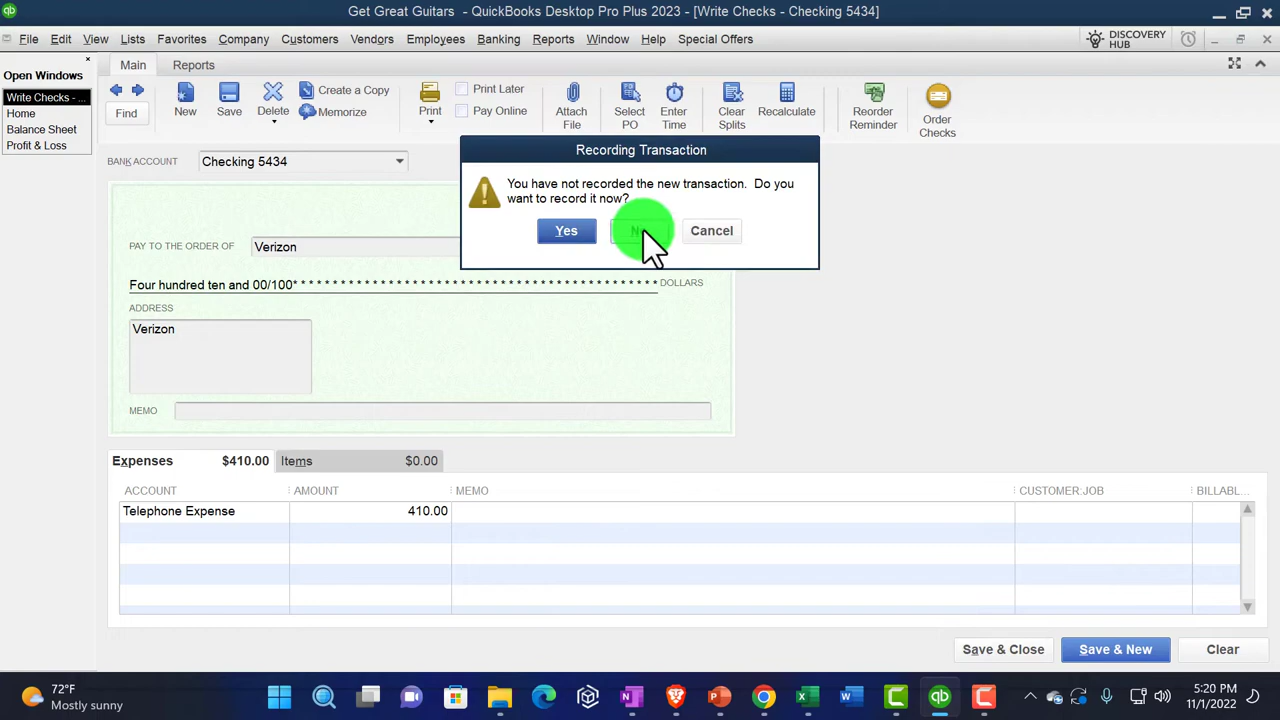 Get Great Guitars - QuickBooks Desktop Pro Plus 2023 - [Write Checks - Checking 5434]
File Edit View Lists Favorites Company Customers Vendors Employees Banking Reports Window Help Special Offers DISCOVERY HUB
Open Windows
Write Checks - ...
Home
Balance Sheet
Profit & Loss
Main Reports
Find New Save Delete Create a Copy
Memorize
Print Print Later
Pay Online
Attach File
Select PO
Enter Time
Clear Splits
Recalculate
Reorder Reminder
Order Checks
BANK ACCOUNT Checking 5434
Recording Transaction
You have not recorded the new transaction. Do you
want to record it now?
Yes Cancel
PAY TO THE ORDER OF Verizon
Four hundred ten and 00/100* * * * * * * * * * * * * * * * * * * * * * * * * * * * * * * * * * * * * * * * * * * * * DOLLARS
ADDRESS
Verizon
MEMO
Expenses $410.00 Items $0.00
ACCOUNT AMOUNT MEMO CUSTOMER:JOB BILLABL...
Telephone Expense 410.00
Save & Close Save & New Clear
72°F
Mostly sunny
5:20 PM
11/1/2022